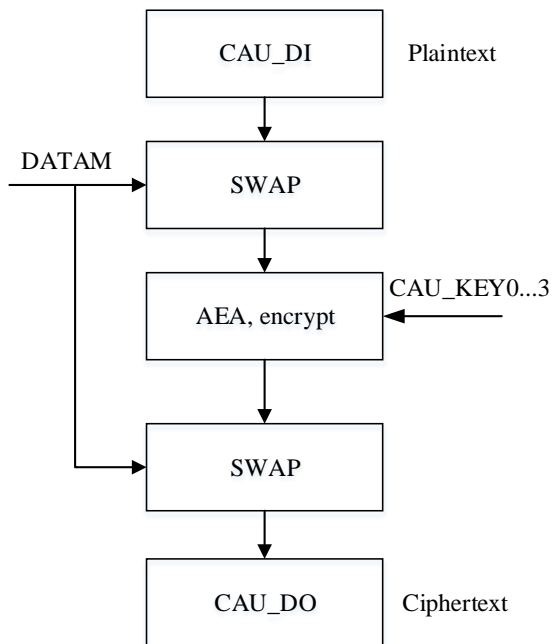 CAU_DI
Plaintext
DATAM
SWAP
CAU_KEY0...3
AEA, encrypt
SWAP
CAU_DO
Ciphertext